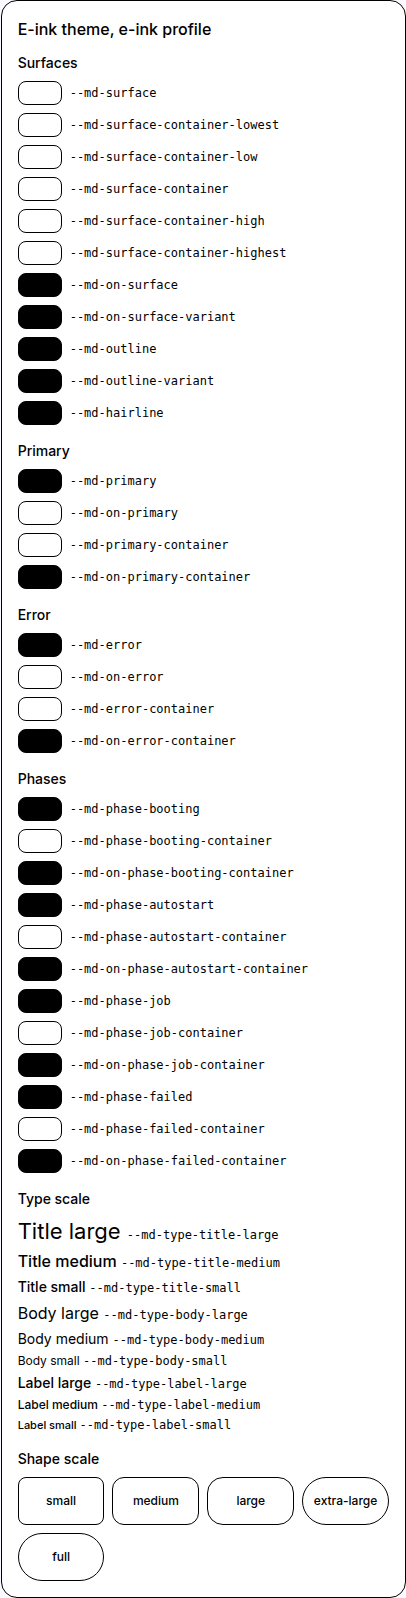 E-ink theme, e-ink profile
Surfaces
--md-surface
--md-surface-container-lowest
--md-surface-container-low
--md-surface-container
--md-surface-container-high
--md-surface-container-highest
--md-on-surface
--md-on-surface-variant
--md-outline
--md-outline-variant
--md-hairline
Primary
--md-primary
--md-on-primary
--md-primary-container
--md-on-primary-container
Error
--md-error
--md-on-error
--md-error-container
--md-on-error-container
Phases
--md-phase-booting
--md-phase-booting-container
--md-on-phase-booting-container
--md-phase-autostart
--md-phase-autostart-container
--md-on-phase-autostart-container
--md-phase-job
--md-phase-job-container
--md-on-phase-job-container
--md-phase-failed
--md-phase-failed-container
--md-on-phase-failed-container
Type scale
Title large --md-type-title-large
Title medium --md-type-title-medium
Title small --md-type-title-small
Body large --md-type-body-large
Body medium --md-type-body-medium
Body small --md-type-body-small
Label large --md-type-label-large
Label medium --md-type-label-medium
Label small --md-type-label-small
Shape scale
small medium large extra-large
full